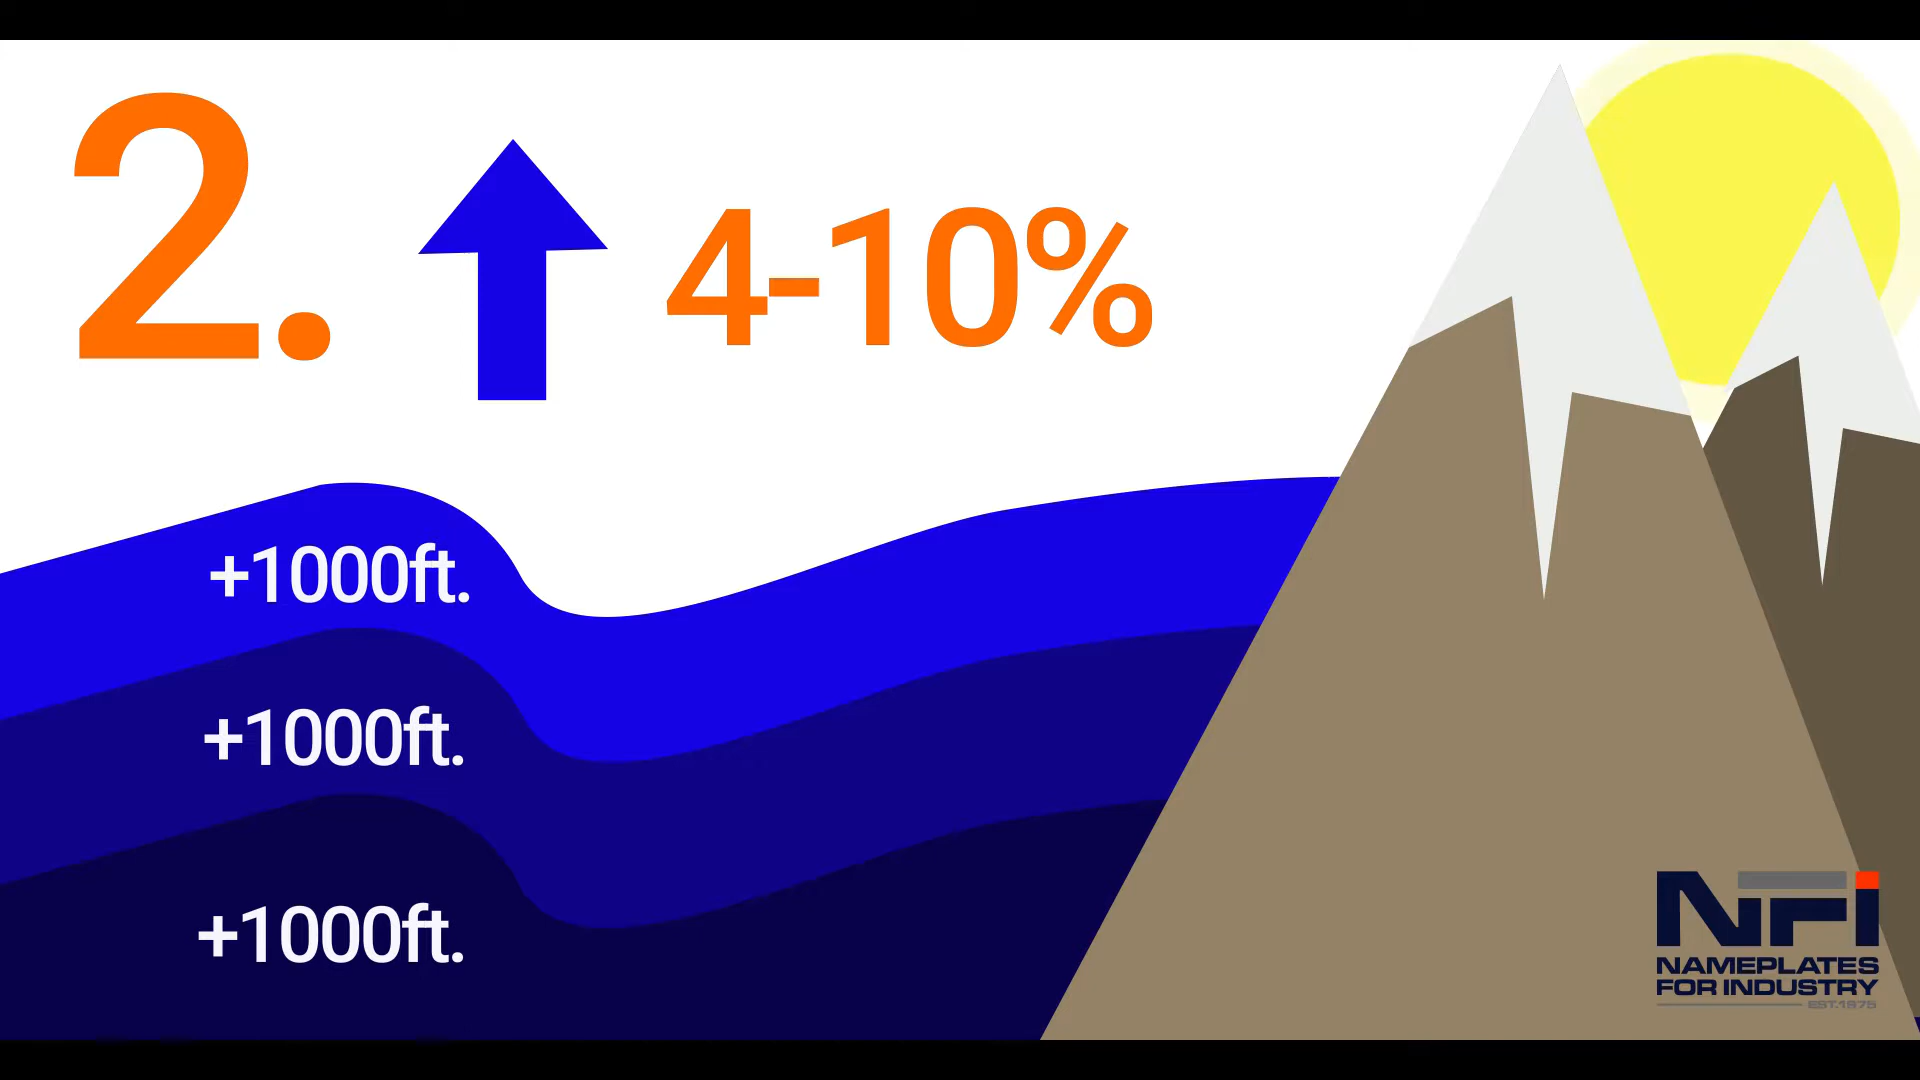 2.
4-10%
+1000ft.
+1000ft.
+1000ft.
NFi
NAMEPLATES
FOR INDUSTRY
EST.1975